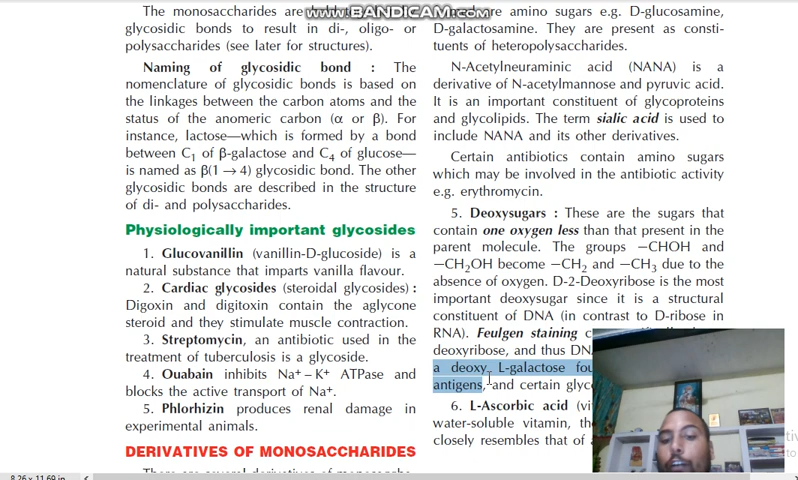 www.BANDICAM.com
The monosaccharides are
glycosidic bonds to result in di-, oligo- or
polysaccharides (see later for structures).
Naming of glycosidic bond : The
nomenclature of glycosidic bonds is based on
the linkages between the carbon atoms and the
status of the anomeric carbon (α or β). For
instance, lactose—which is formed by a bond
between C1 of β-galactose and C4 of glucose—
is named as β(1 → 4) glycosidic bond. The other
glycosidic bonds are described in the structure
of di- and polysaccharides.
Physiologically important glycosides
1. Glucovanillin (vanillin-D-glucoside) is a
natural substance that imparts vanilla flavour.
2. Cardiac glycosides (steroidal glycosides) :
Digoxin and digitoxin contain the aglycone
steroid and they stimulate muscle contraction.
3. Streptomycin, an antibiotic used in the
treatment of tuberculosis is a glycoside.
4. Ouabain inhibits Na+ – K+ ATPase and
blocks the active transport of Na+.
5. Phlorhizin produces renal damage in
experimental animals.
DERIVATIVES OF MONOSACCHARIDES
are amino sugars e.g. D-glucosamine,
D-galactosamine. They are present as consti-
tuents of heteropolysaccharides.
N-Acetylneuraminic acid (NANA) is a
derivative of N-acetylmannose and pyruvic acid.
It is an important constituent of glycoproteins
and glycolipids. The term sialic acid is used to
include NANA and its other derivatives.
Certain antibiotics contain amino sugars
which may be involved in the antibiotic activity
e.g. erythromycin.
5. Deoxysugars : These are the sugars that
contain one oxygen less than that present in the
parent molecule. The groups —CHOH and
—CH2OH become —CH2 and —CH3 due to the
absence of oxygen. D-2-Deoxyribose is the most
important deoxysugar since it is a structural
constituent of DNA (in contrast to D-ribose in
RNA). Feulgen staining
deoxyribose, and thus
a deoxy L-galactose
antigens, and certain
6. L-Ascorbic acid
water-soluble vitamin,
closely resembles that of
8.26 x 11.69 in